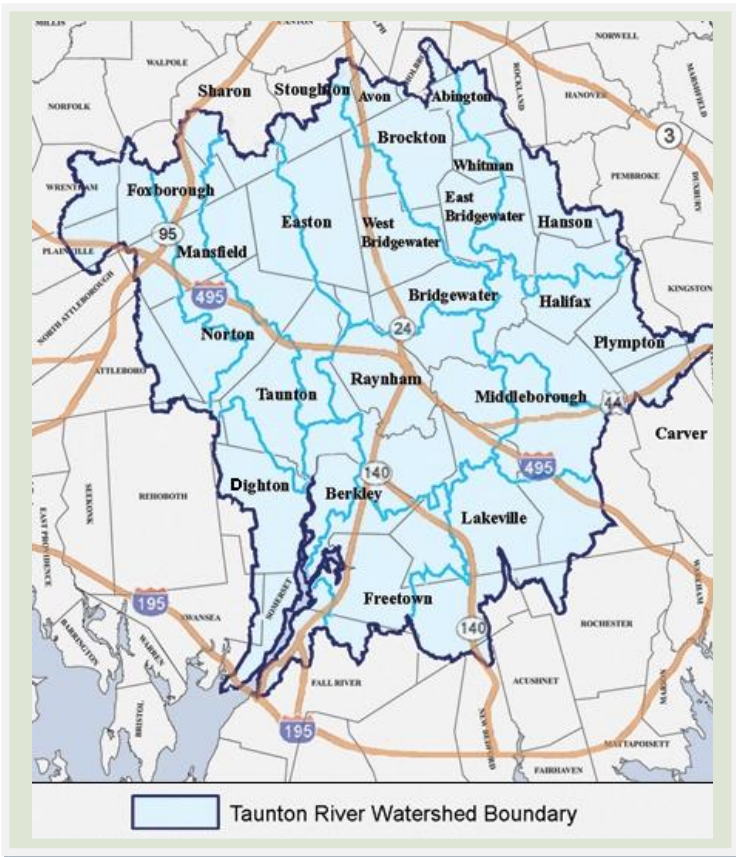 MILLIS
CANTON
NORWELL
WALPOLE
HOLBROOK
ROCKLAND
MARSHFIELD
Sharon
Stoughton
Avon
Abington
HANOVER
NORFOLK
Brockton
3
Whitman
PEMBROKE
DUXBURY
WRENTHAM
Foxborough
East
Bridgewater
Easton
West
Bridgewater
Hanson
95
PLAINVILLE
Mansfield
495
Bridgewater
Halifax
KINGSTON
NORTH ATTLEBOROUGH
Norton
24
Plympton
ATTLEBORO
Raynham
Taunton
Middleborough
44
Carver
495
140
Dighton
Berkley
SEEKONK
REHOBOTH
Lakeville
EAST PROVIDENCE
SOMERSET
Freetown
WAREHAM
195
SWANSEA
140
ROCHESTER
BARRINGTON
WARREN
FALL RIVER
ACUSHNET
MARION
BRISTOL
195
NEW BEDFORD
MATTAPOISETT
FAIRHAVEN
Taunton River Watershed Boundary